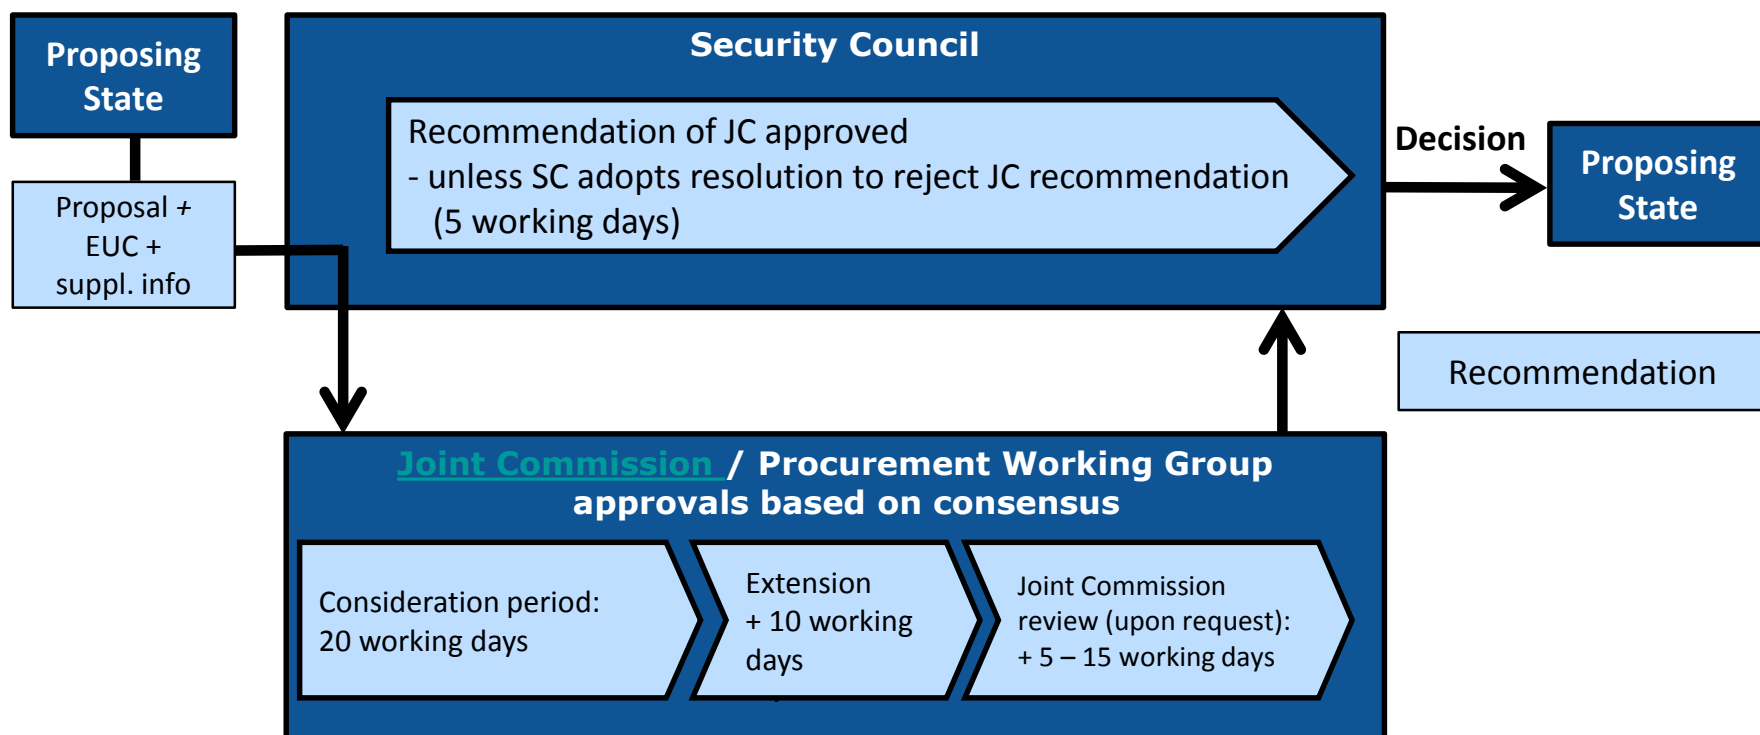 Proposing
State
Proposal +
EUC +
suppl. info
Security Council
Recommendation of JC approved
- unless SC adopts resolution to reject JC recommendation
(5 working days)
Decision
Proposing
State
Recommendation
Joint Commission / Procurement Working Group
approvals based on consensus
Consideration period:
20 working days
Extension
+ 10 working
days
Joint Commission
review (upon request):
+ 5 – 15 working days